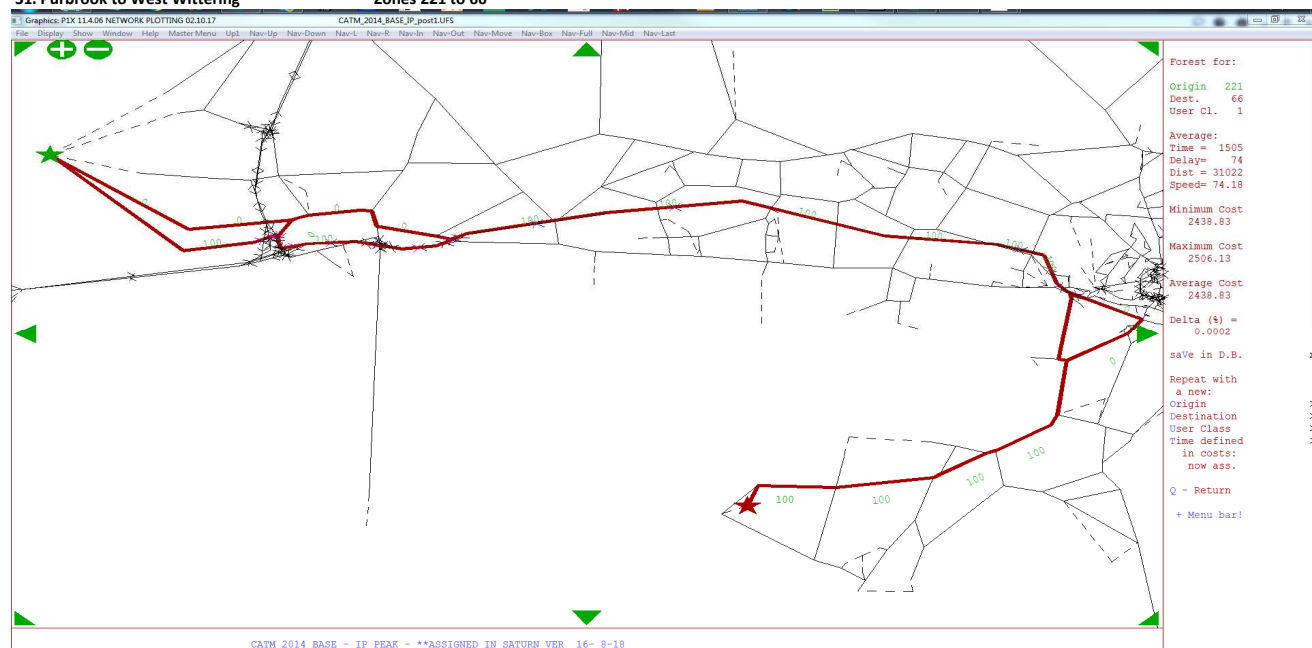 31. Purbrook to West Wittering Zones 221 to 66
Graphics: P1X 11.4.06 NETWORK PLOTTING 02.10.17 CATM_2014_BASE_IP_post1.UFS
File Display Show Window Help Master Menu Up1 Nav-Up Nav-Down Nav-L Nav-R Nav-In Nav-Out Nav-Move Nav-Box Nav-Full Nav-Mid Nav-Last
Forest for:
Origin 221
Dest. 66
User Cl. 1
Average:
Time = 1505
Delay= 74
Dist = 31022
Speed= 74.18
Minimum Cost
2438.83
Maximum Cost
2506.13
Average Cost
2438.83
Delta (%) =
0.0002
saVe in D.B.
Repeat with
a new:
Origin
Destination
User Class
Time defined
in costs:
now ass.
Q - Return
+ Menu bar!
0
0
0
0
100
100
100
100
100
100
100
0
0
100
100
100
100
CATM 2014 BASE - IP PEAK - **ASSIGNED IN SATURN VER 16- 8-18